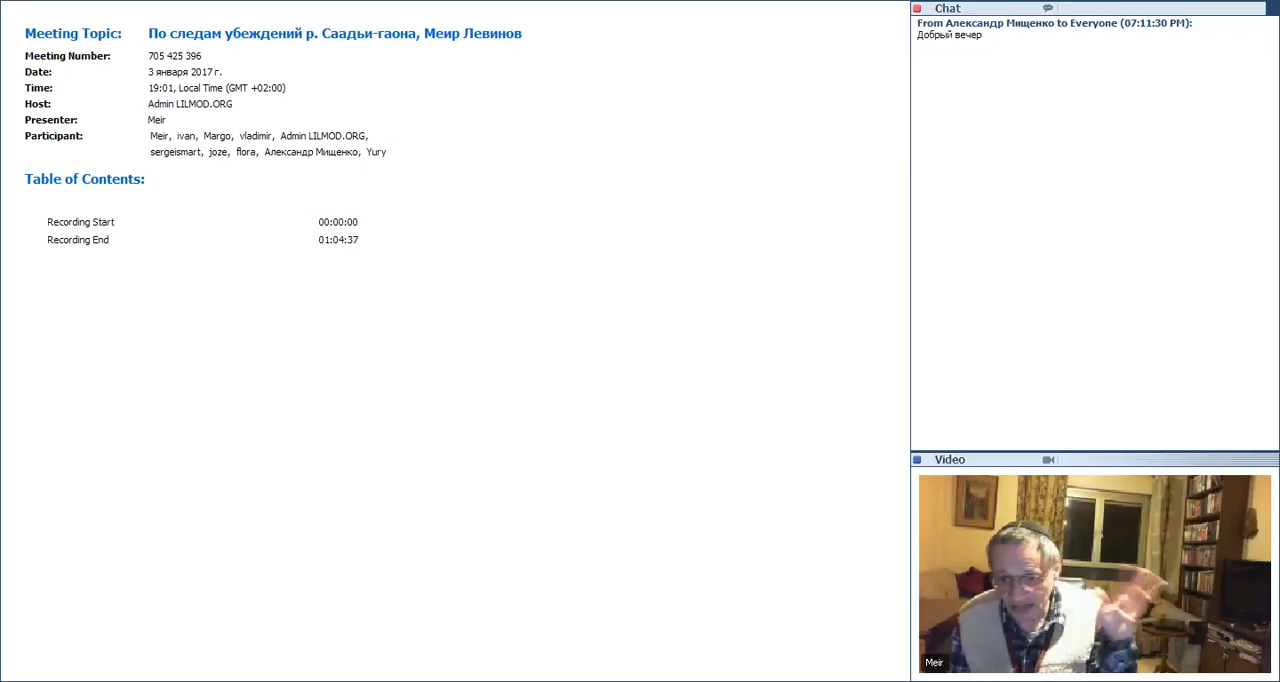 Meeting Topic: По следам убеждений р. Саадьи-гаона, Меир Левинов
Meeting Number: 705 425 396
Date: 3 января 2017 г.
Time: 19:01, Local Time (GMT +02:00)
Host: Admin LILMOD.ORG
Presenter: Meir
Participant: Meir, ivan, Margo, vladimir, Admin LILMOD.ORG,
sergeismart, joze, flora, Александр Мищенко, Yury
Table of Contents:
Recording Start 00:00:00
Recording End 01:04:37
Chat
From Александр Мищенко to Everyone (07:11:30 PM):
Добрый вечер
Video
Meir